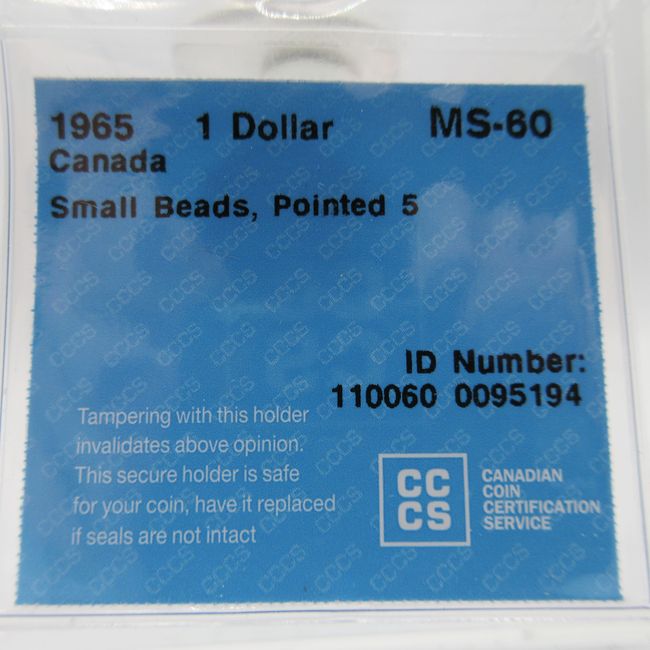 1965 1 Dollar MS-60
Canada
Small Beads, Pointed 5
ID Number:
110060 0095194
Tampering with this holder
invalidates above opinion.
This secure holder is safe
for your coin, have it replaced
if seals are not intact
CC
CS
CANADIAN
COIN
CERTIFICATION
SERVICE